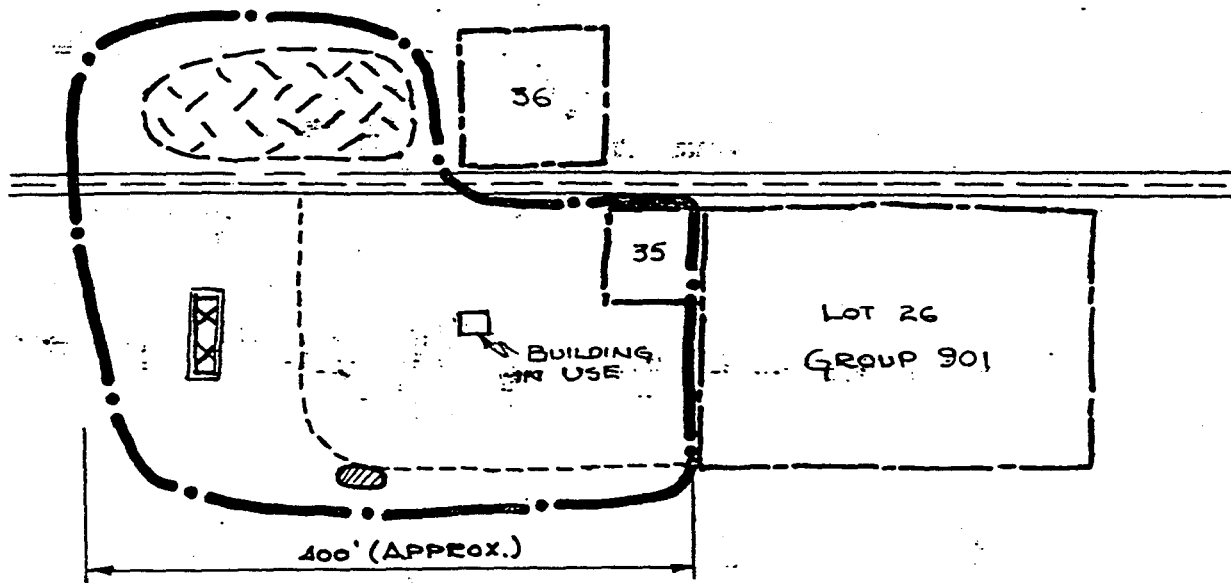 36
35
LOT 26
GROUP 901
BUILDING
IN USE
400' (APPROX.)